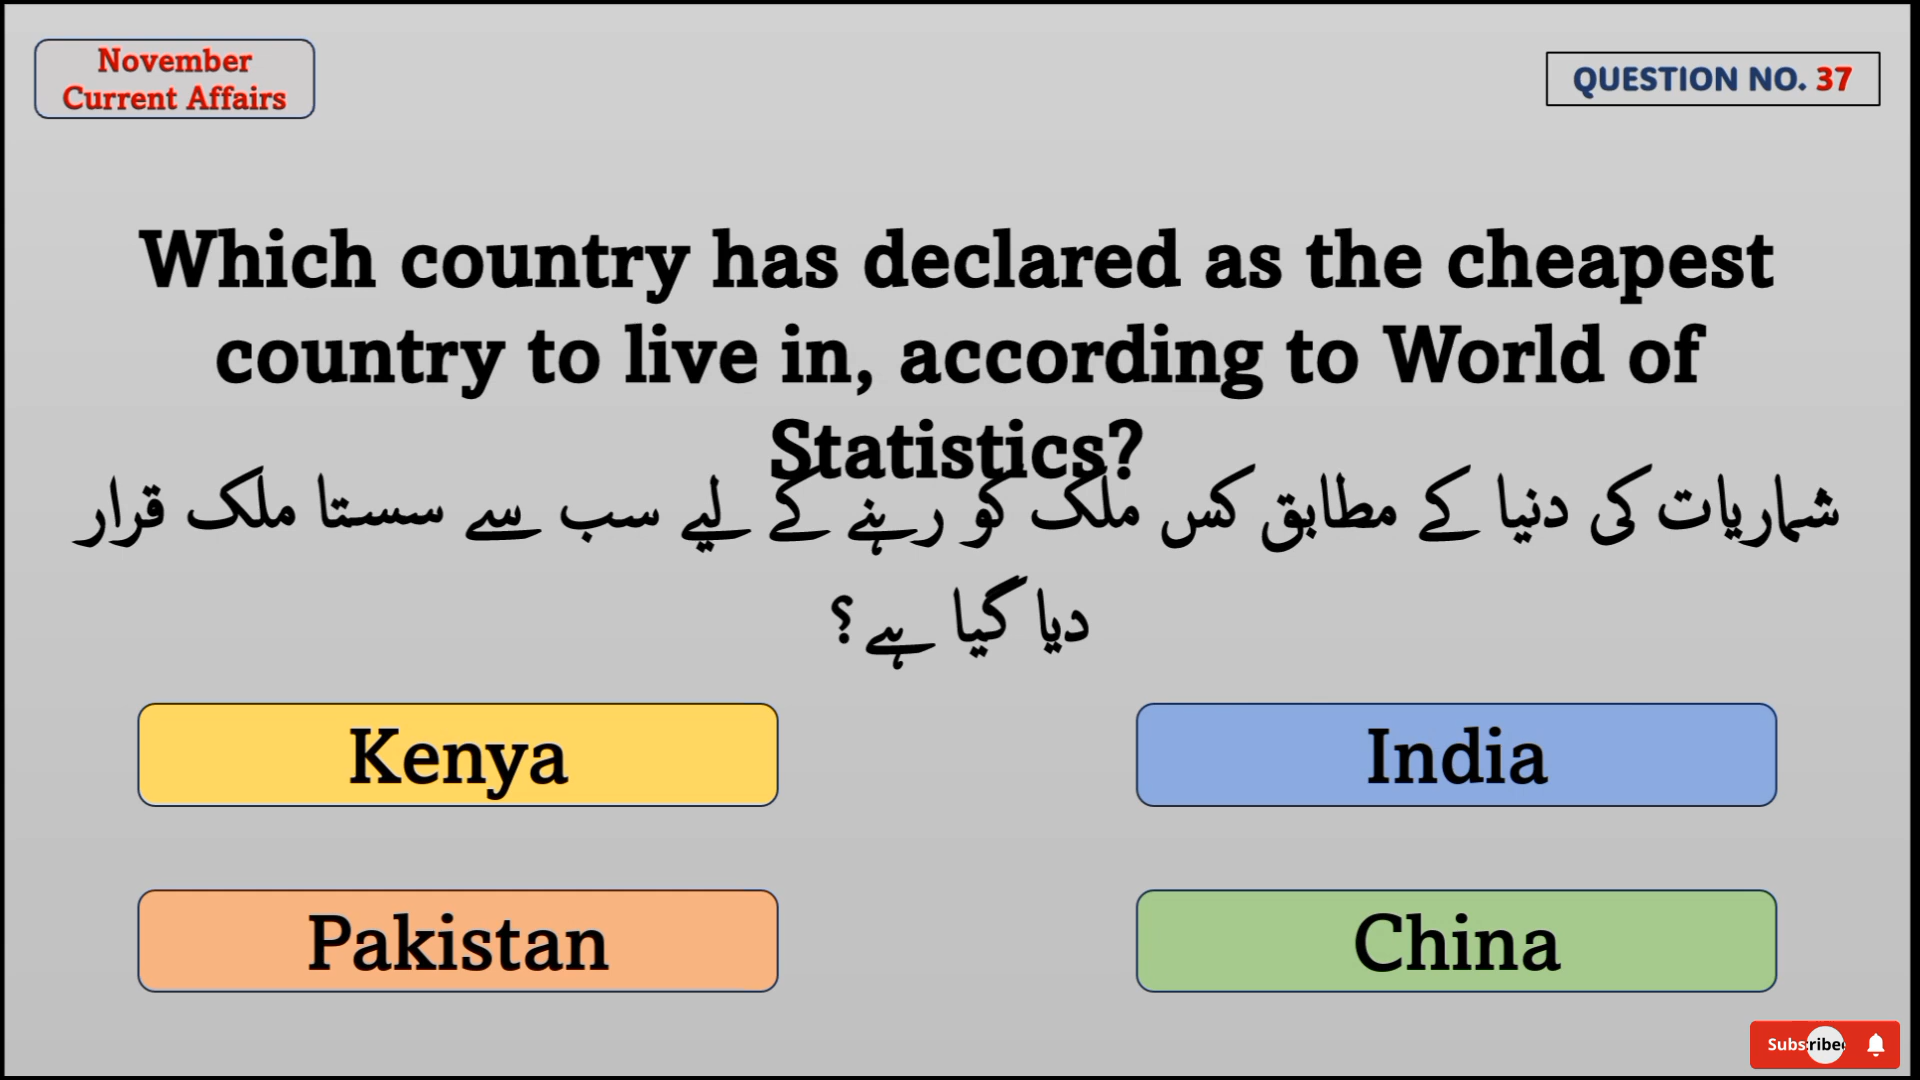 November
Current Affairs
QUESTION NO. 37
Which country has declared as the cheapest
country to live in, according to World of
Statistics?
شماریات کی دنیا کے مطابق کس ملک کو رہنے کے لیے سب سے سستا ملک قرار
دیا گیا ہے؟
Kenya
India
Pakistan
China
Subscribe